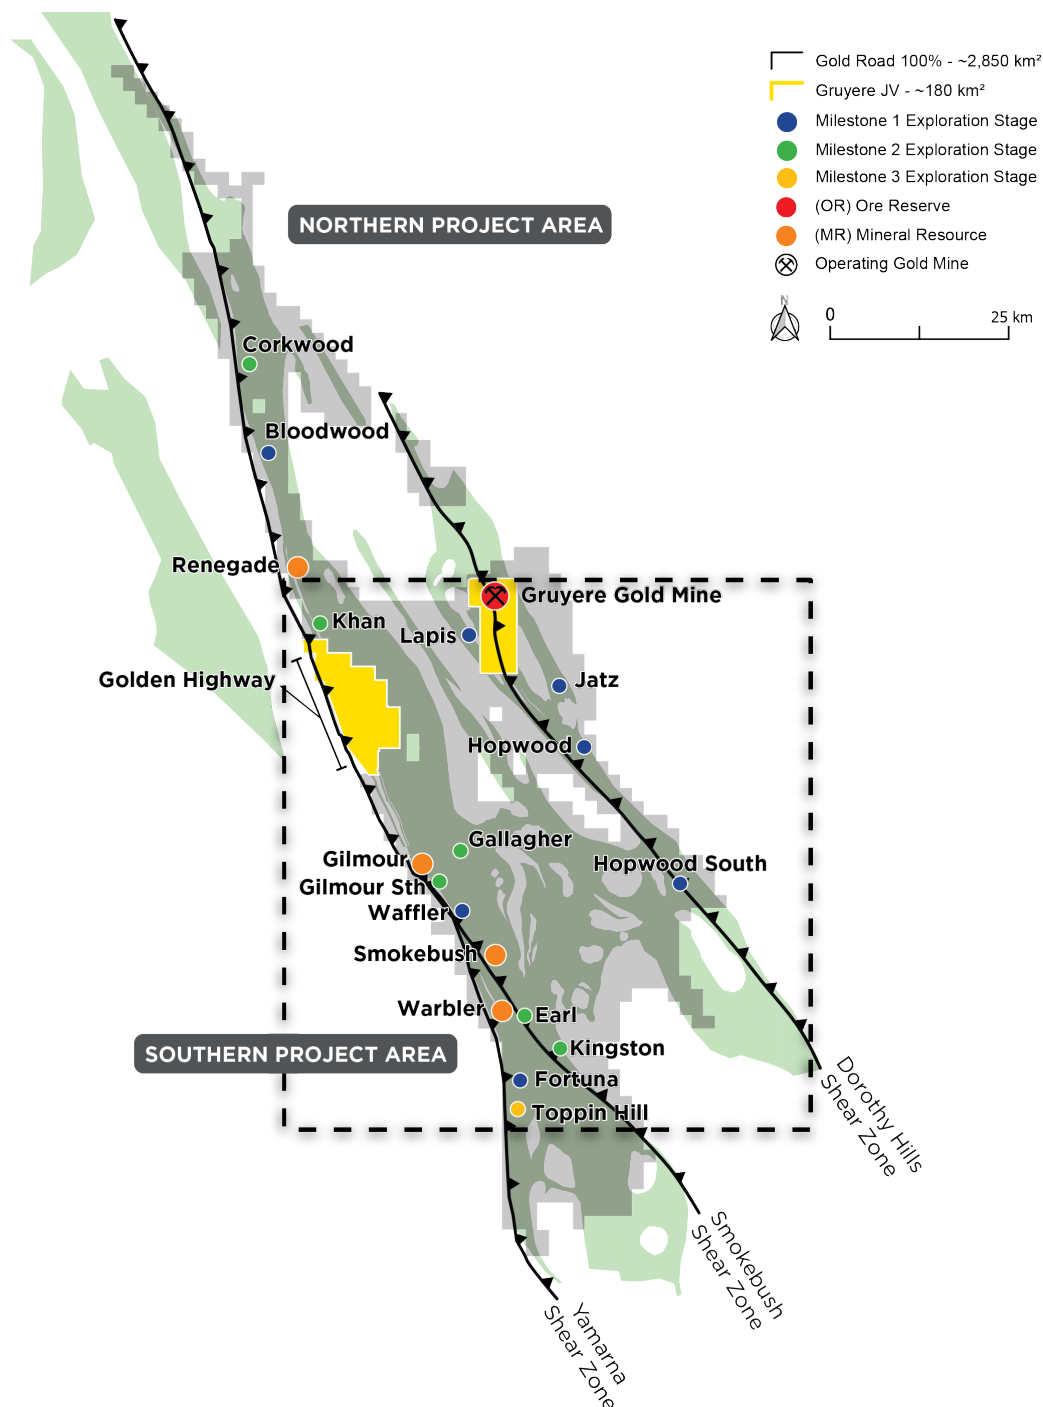 Gold Road 100% - ~2,850 km²
Gruyere JV - ~180 km²
Milestone 1 Exploration Stage
Milestone 2 Exploration Stage
Milestone 3 Exploration Stage
(OR) Ore Reserve
(MR) Mineral Resource
Operating Gold Mine
N
0 25 km
NORTHERN PROJECT AREA
Corkwood
Bloodwood
Renegade
Gruyere Gold Mine
Khan
Lapis
Golden Highway
Jatz
Hopwood
Gallagher
Gilmour
Hopwood South
Gilmour Sth
Waffler
Smokebush
Warbler
Earl
Kingston
SOUTHERN PROJECT AREA
Fortuna
Toppin Hill
Dorothy Hills
Shear Zone
Smokebush
Shear Zone
Yamarna
Shear Zone